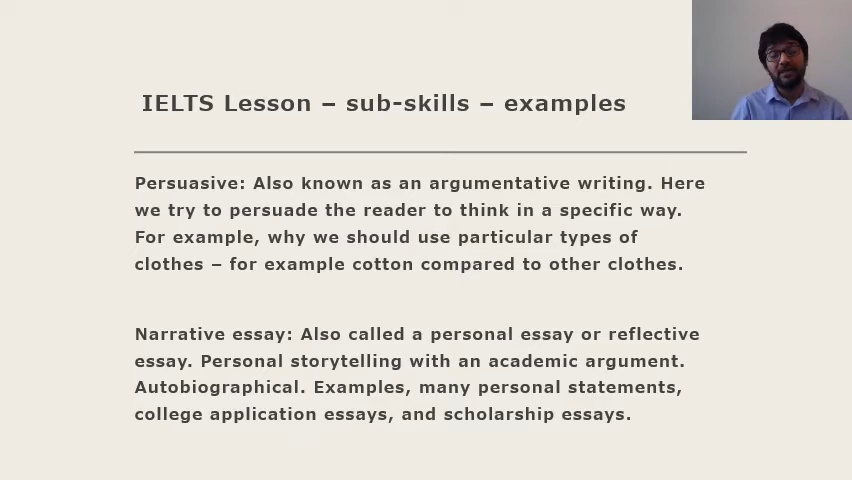 IELTS Lesson – sub-skills – examples
Persuasive: Also known as an argumentative writing. Here
we try to persuade the reader to think in a specific way.
For example, why we should use particular types of
clothes – for example cotton compared to other clothes.
Narrative essay: Also called a personal essay or reflective
essay. Personal storytelling with an academic argument.
Autobiographical. Examples, many personal statements,
college application essays, and scholarship essays.